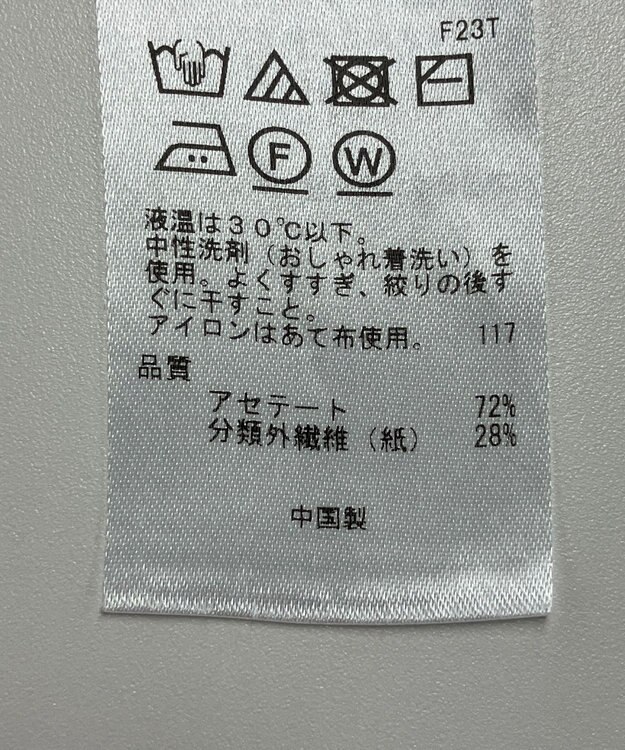 F23T
F W
液温は30℃以下。
中性洗剤（おしゃれ着洗い）を
使用。よくすすぎ、絞りの後す
ぐに干すこと。
アイロンはあて布使用。 117
品質
アセテート 72%
分類外繊維（紙） 28%
中国製